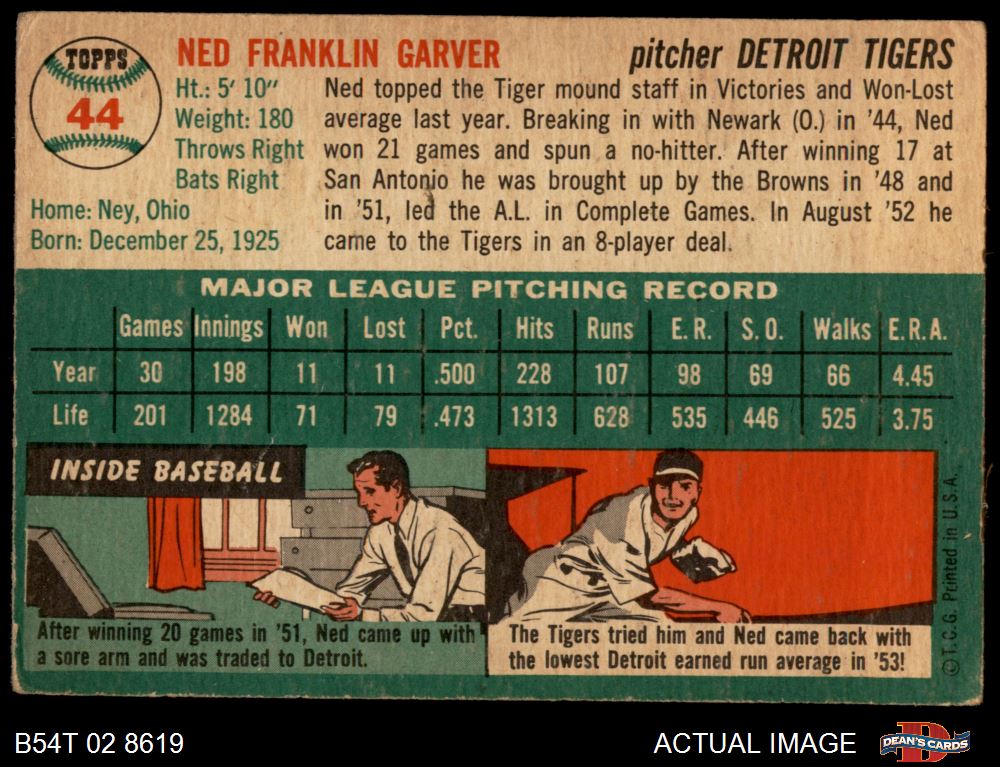 TOPPS
44
NED FRANKLIN GARVER
pitcher DETROIT TIGERS
Ht.: 5' 10"
Weight: 180
Throws Right
Bats Right
Home: Ney, Ohio
Born: December 25, 1925
Ned topped the Tiger mound staff in Victories and Won-Lost
average last year. Breaking in with Newark (O.) in '44, Ned
won 21 games and spun a no-hitter. After winning 17 at
San Antonio he was brought up by the Browns in '48 and
in '51, led the A.L. in Complete Games. In August '52 he
came to the Tigers in an 8-player deal.
MAJOR LEAGUE PITCHING RECORD
Games Innings Won Lost Pct. Hits Runs E.R. S.O. Walks E.R.A.
Year 30 198 11 11 .500 228 107 98 69 66 4.45
Life 201 1284 71 79 .473 1313 628 535 446 525 3.75
INSIDE BASEBALL
After winning 20 games in '51, Ned came up with
a sore arm and was traded to Detroit.
The Tigers tried him and Ned came back with
the lowest Detroit earned run average in '53!
© T.C.G. Printed in U.S.A.
B54T 02 8619
ACTUAL IMAGE
D
DEAN'S CARDS